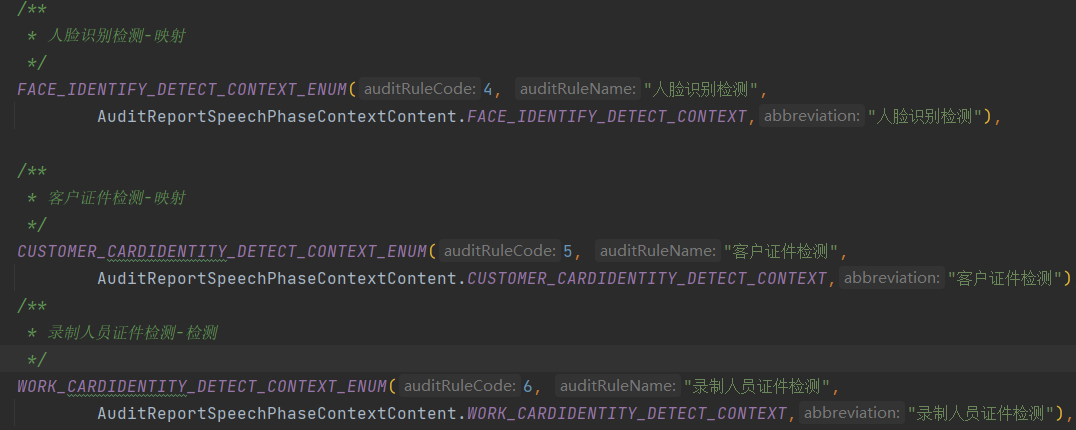 /**
* 人脸识别检测-映射
*/
FACE_IDENTIFY_DETECT_CONTEXT_ENUM( auditRuleCode: 4, auditRuleName: "人脸识别检测",
AuditReportSpeechPhaseContextContent.FACE_IDENTIFY_DETECT_CONTEXT, abbreviation: "人脸识别检测"),
/**
* 客户证件检测-映射
*/
CUSTOMER_CARDIDENTITY_DETECT_CONTEXT_ENUM( auditRuleCode: 5, auditRuleName: "客户证件检测",
AuditReportSpeechPhaseContextContent.CUSTOMER_CARDIDENTITY_DETECT_CONTEXT, abbreviation: "客户证件检测")
/**
* 录制人员证件检测-检测
*/
WORK_CARDIDENTITY_DETECT_CONTEXT_ENUM( auditRuleCode: 6, auditRuleName: "录制人员证件检测",
AuditReportSpeechPhaseContextContent.WORK_CARDIDENTITY_DETECT_CONTEXT, abbreviation: "录制人员证件检测"),